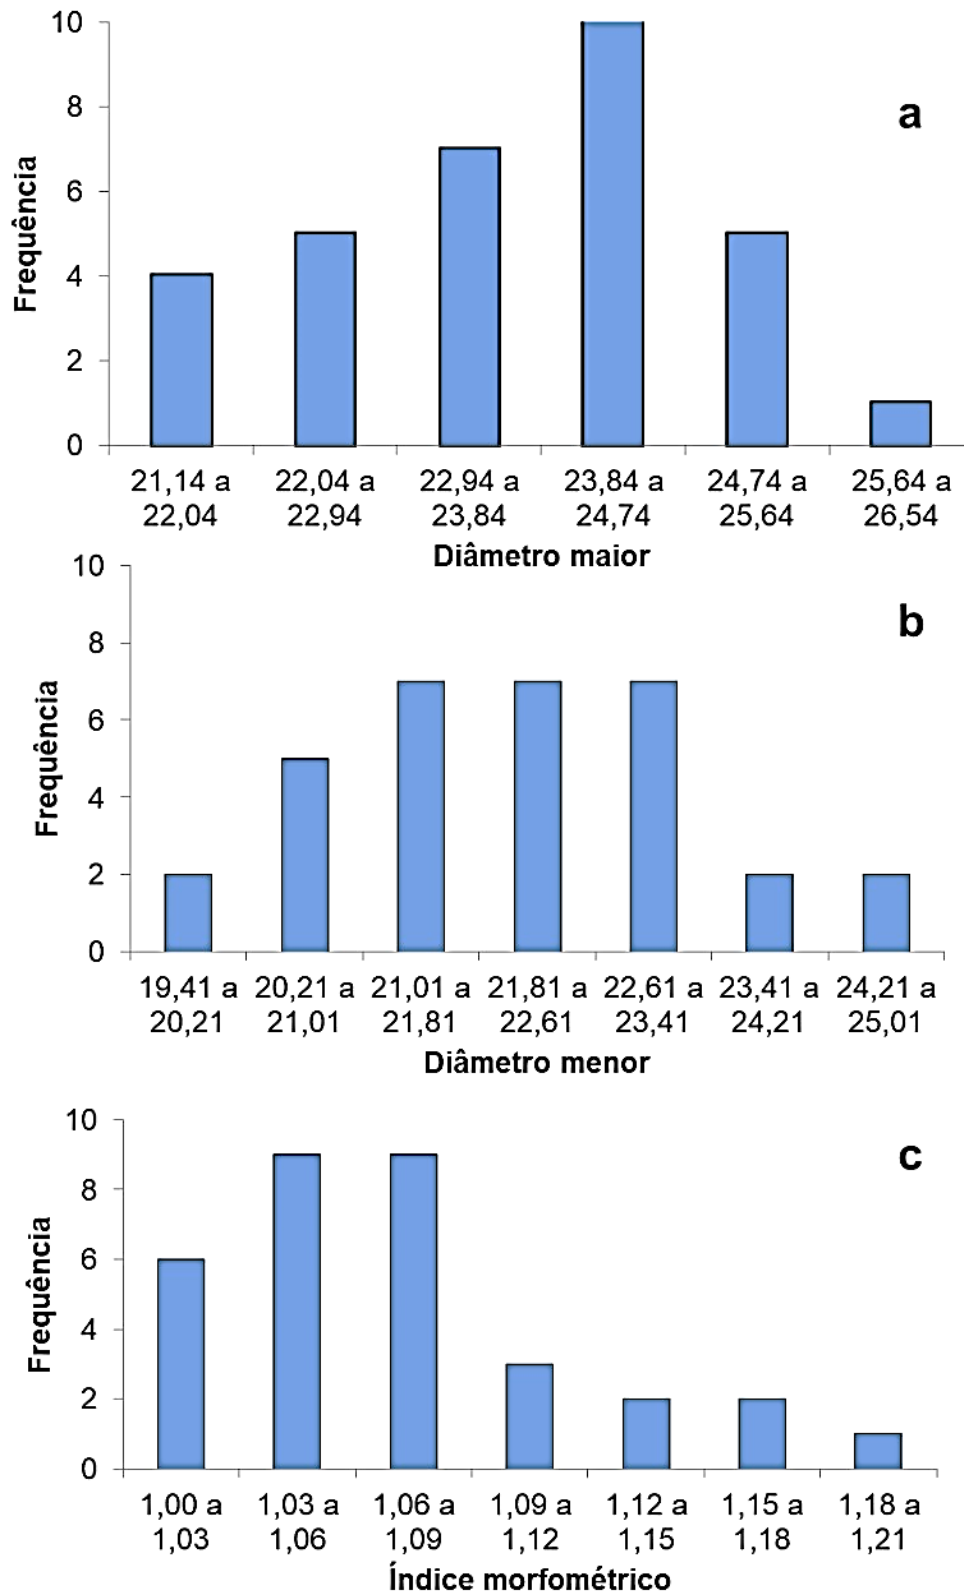 10
8
6
4
2
0
Frequência
a
21,14 a 22,04 a 22,94 a 23,84 a 24,74 a 25,64 a
22,04 22,94 23,84 24,74 25,64 26,54
Diâmetro maior
10
8
6
4
2
0
Frequência
b
19,41 a 20,21 a 21,01 a 21,81 a 22,61 a 23,41 a 24,21 a
20,21 21,01 21,81 22,61 23,41 24,21 25,01
Diâmetro menor
10
8
6
4
2
0
Frequência
c
1,00 a 1,03 a 1,06 a 1,09 a 1,12 a 1,15 a 1,18 a
1,03 1,06 1,09 1,12 1,15 1,18 1,21
Índice morfométrico